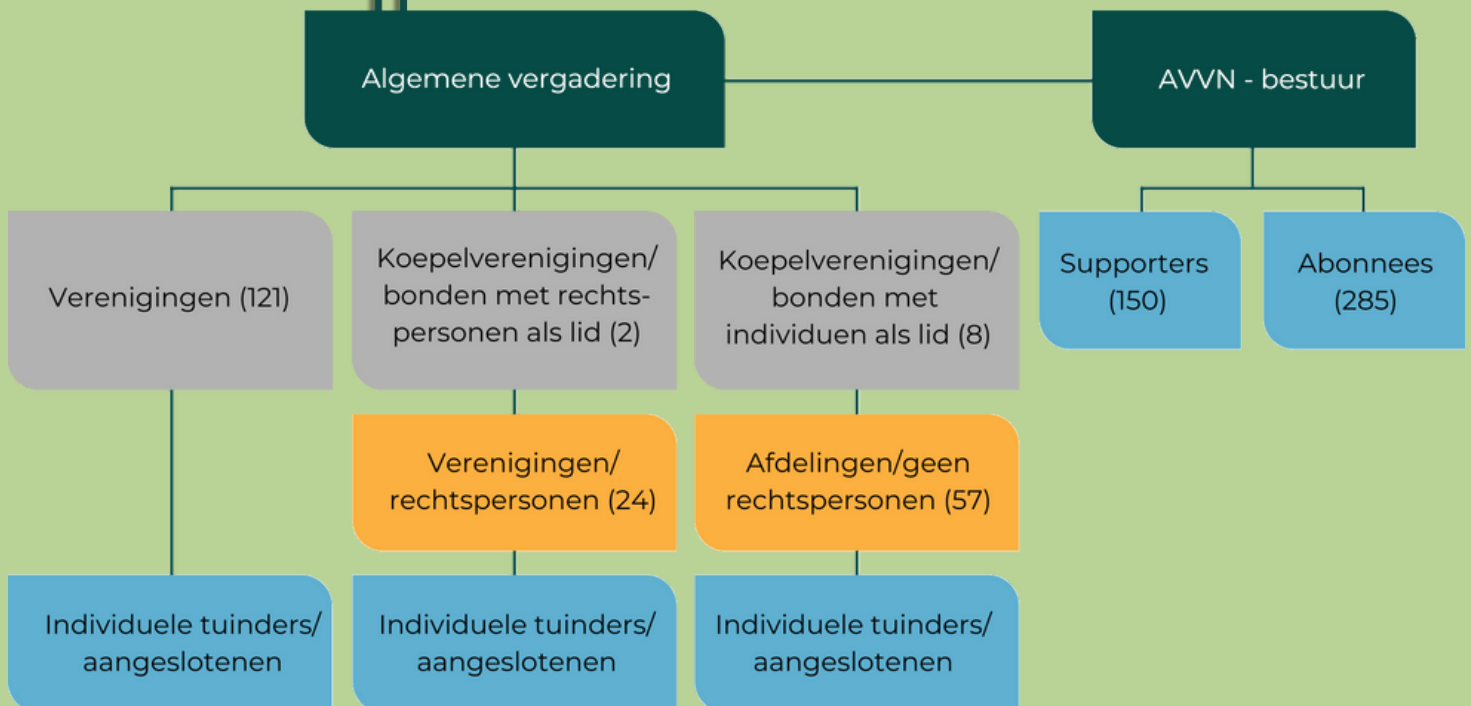 Algemene vergadering
AVVN - bestuur
Verenigingen (121)
Koepelverenigingen/
bonden met rechts-
personen als lid (2)
Koepelverenigingen/
bonden met
individuen als lid (8)
Supporters
(150)
Abonnees
(285)
Verenigingen/
rechtspersonen (24)
Afdelingen/geen
rechtspersonen (57)
Individuele tuinders/
aangeslotenen
Individuele tuinders/
aangeslotenen
Individuele tuinders/
aangeslotenen